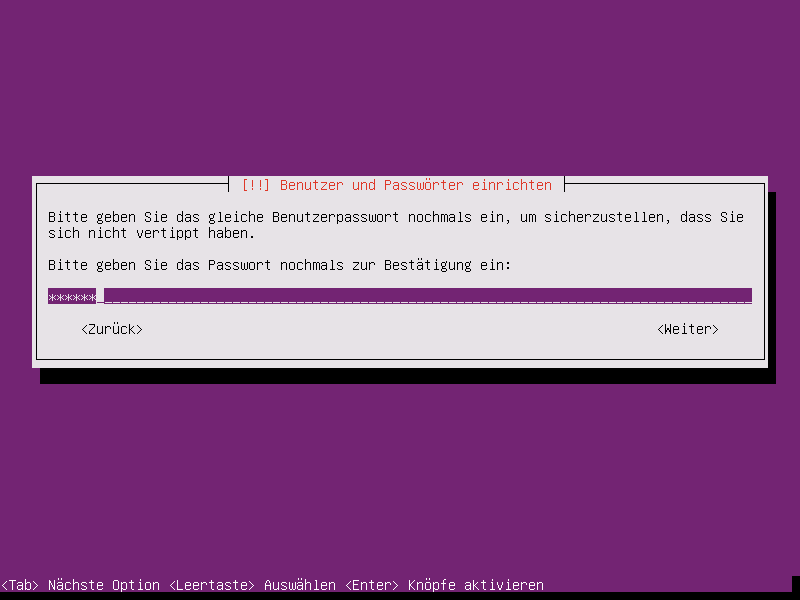 [!!] Benutzer und Passwörter einrichten
Bitte geben Sie das gleiche Benutzerpasswort nochmals ein, um sicherzustellen, dass Sie
sich nicht vertippt haben.
Bitte geben Sie das Passwort nochmals zur Bestätigung ein:
******
<Zurück> <Weiter>
<Tab> Nächste Option <Leertaste> Auswählen <Enter> Knöpfe aktivieren